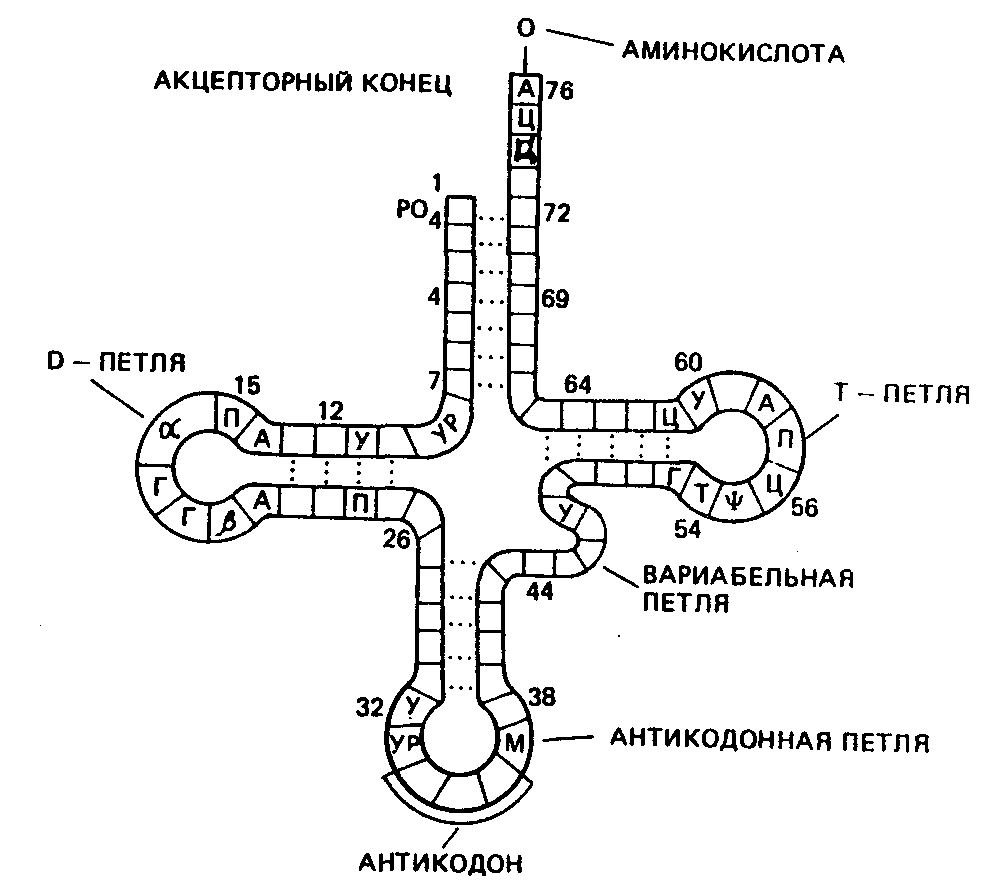 О
АМИНОКИСЛОТА
АКЦЕПТОРНЫЙ КОНЕЦ
А 76
Ц
Ц
1
РО4
72
4
69
7
D – ПЕТЛЯ
15
12
64
60
Т – ПЕТЛЯ
α П А У УР
Ц У А П
Г Г β А П
Г Т Ψ Ц
26
54
56
У
44
ВАРИАБЕЛЬНАЯ
ПЕТЛЯ
32
У
38
УР
М
АНТИКОДОННАЯ ПЕТЛЯ
АНТИКОДОН